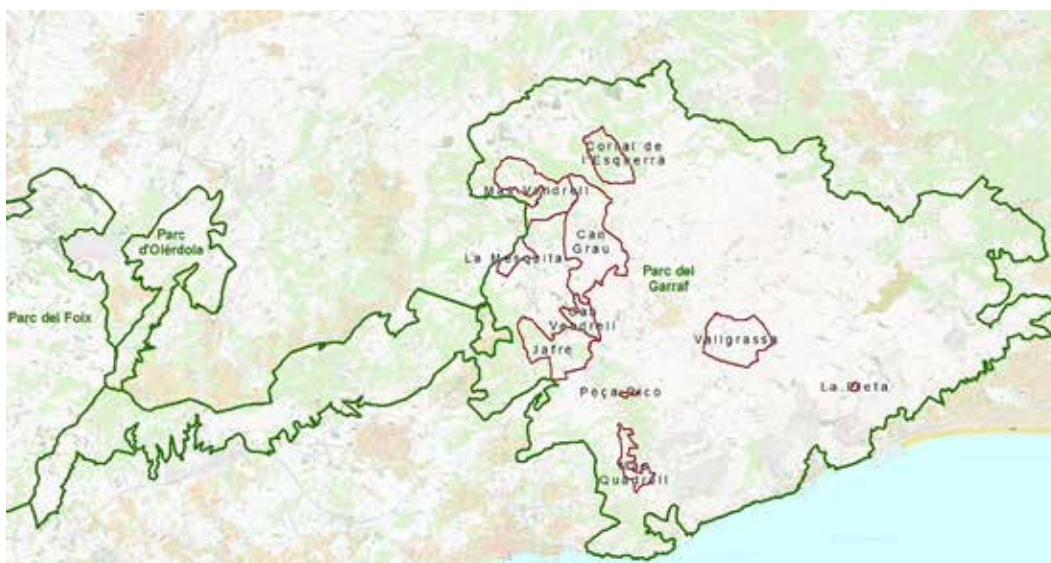 Corral de
l'Esquerrà
Mas Vendrell
Parc
d'Olèrdola
Can
Grau
La Mesquita
Parc del
Garraf
Parc del Foix
Can
Vendrell
Vallgrassa
Jafre
La Pleta
Peça Rico
Quadrell